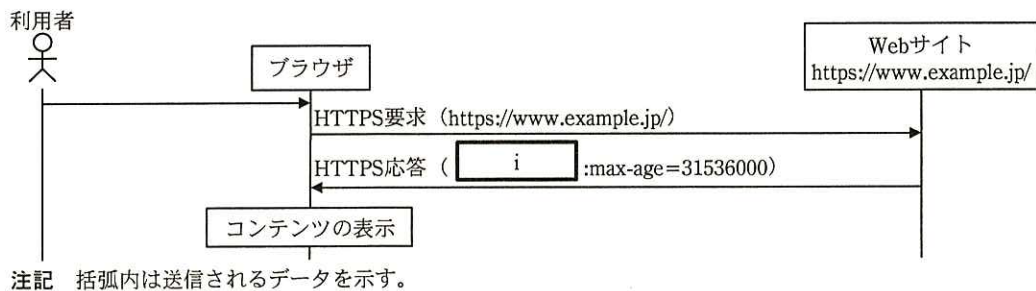 利用者
ブラウザ
Webサイト
https://www.example.jp/
HTTPS要求（https://www.example.jp/）
HTTPS応答（ i :max-age=31536000）
コンテンツの表示
注記 括弧内は送信されるデータを示す。